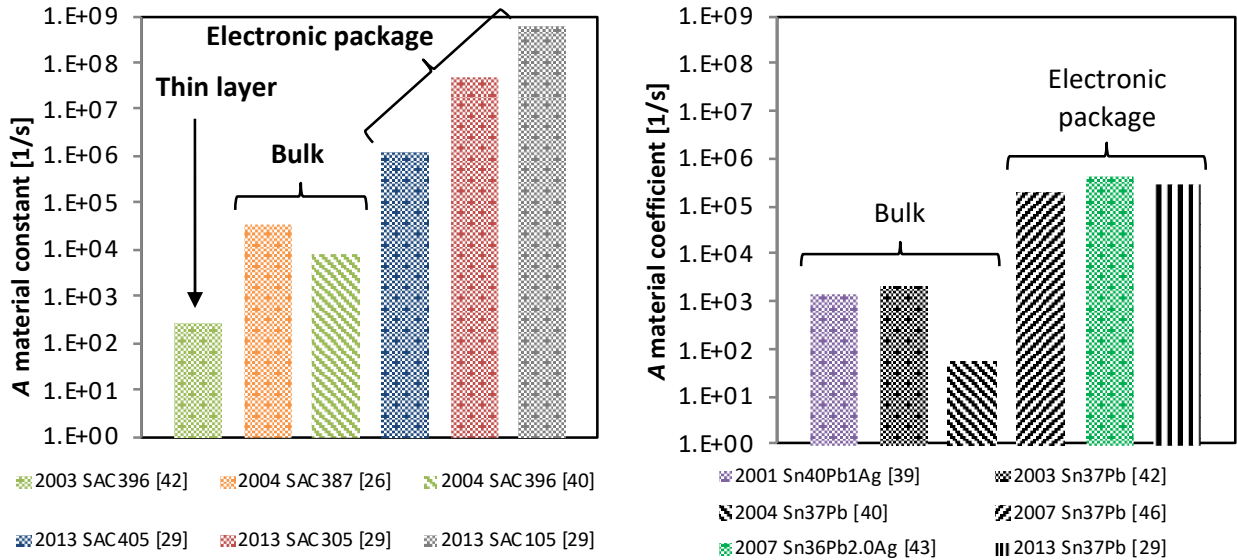 A material constant [1/s]
1.E+09
1.E+08
1.E+07
1.E+06
1.E+05
1.E+04
1.E+03
1.E+02
1.E+01
1.E+00
Electronic package
Thin layer
Bulk
2003 SAC396 [42]
2004 SAC387 [26]
2004 SAC396 [40]
2013 SAC405 [29]
2013 SAC305 [29]
2013 SAC105 [29]
A material coefficient [1/s]
1.E+09
1.E+08
1.E+07
1.E+06
1.E+05
1.E+04
1.E+03
1.E+02
1.E+01
1.E+00
Electronic
package
Bulk
2001 Sn40Pb1Ag [39]
2003 Sn37Pb [42]
2004 Sn37Pb [40]
2007 Sn37Pb [46]
2007 Sn36Pb2.0Ag [43]
2013 Sn37Pb [29]